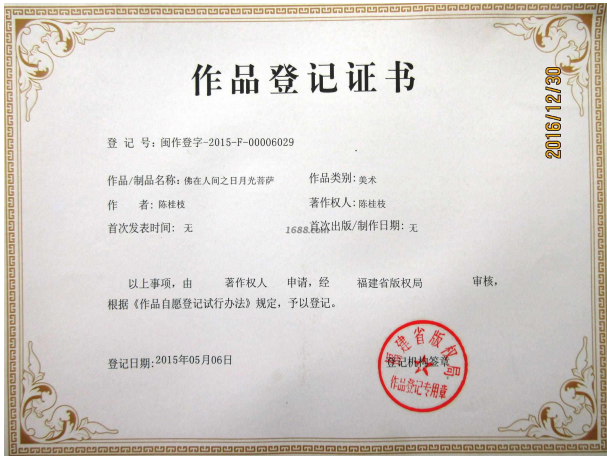 2016/12/30
作品登记证书
登 记 号：闽作登字-2015-F-00006029
作品/制品名称：佛在人间之日月光菩萨 作品类别：美术
作 者：陈桂枝 著作权人：陈桂枝
首次发表时间： 无 首次出版/制作日期： 无
1688.com
以上事项，由 著作权人 申请，经 福建省版权局 审核，
根据《作品自愿登记试行办法》规定，予以登记。
登记日期：2015年05月06日 登记机构签章
福建省版权局
作品登记专用章